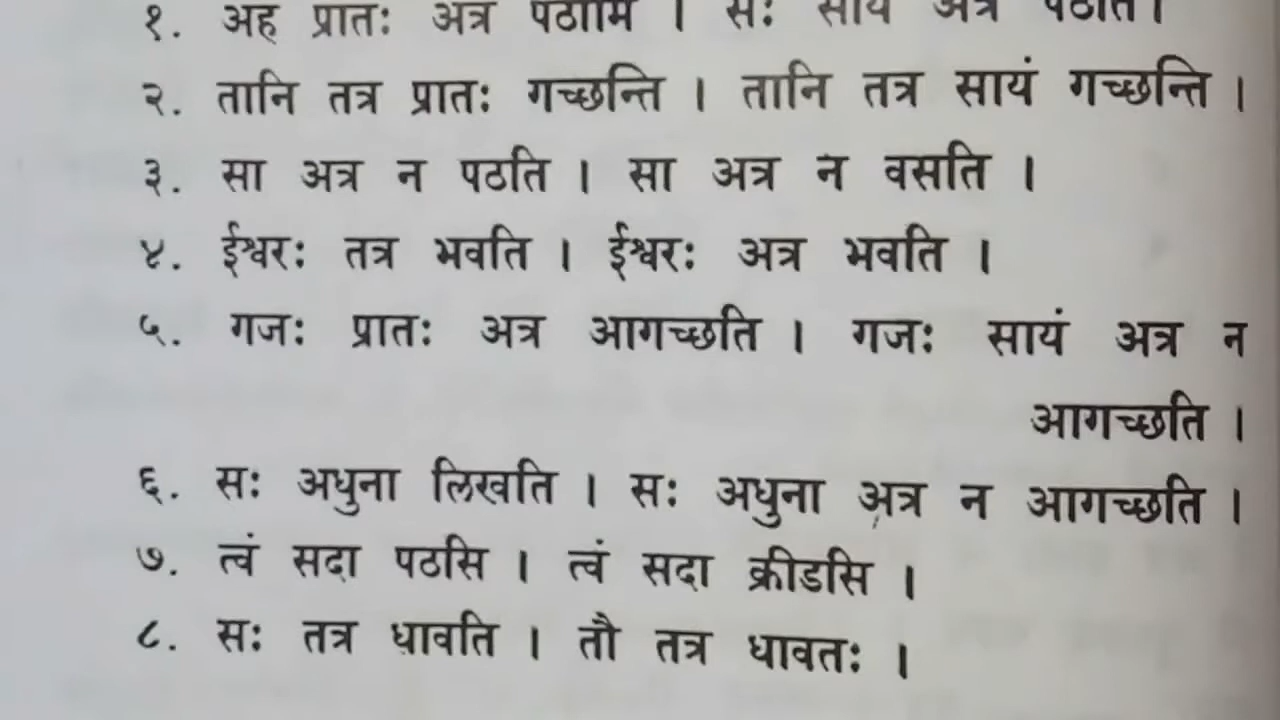 १. अहं प्रातः अत्र पठामि । सः सायं अत्र पठति ।
२. तानि तत्र प्रातः गच्छन्ति । तानि तत्र सायं गच्छन्ति ।
३. सा अत्र न पठति । सा अत्र न वसति ।
४. ईश्वरः तत्र भवति । ईश्वरः अत्र भवति ।
५. गजः प्रातः अत्र आगच्छति । गजः सायं अत्र न
आगच्छति ।
६. सः अधुना लिखति । सः अधुना अत्र न आगच्छति ।
७. त्वं सदा पठसि । त्वं सदा क्रीडसि ।
८. सः तत्र धावति । तौ तत्र धावतः ।